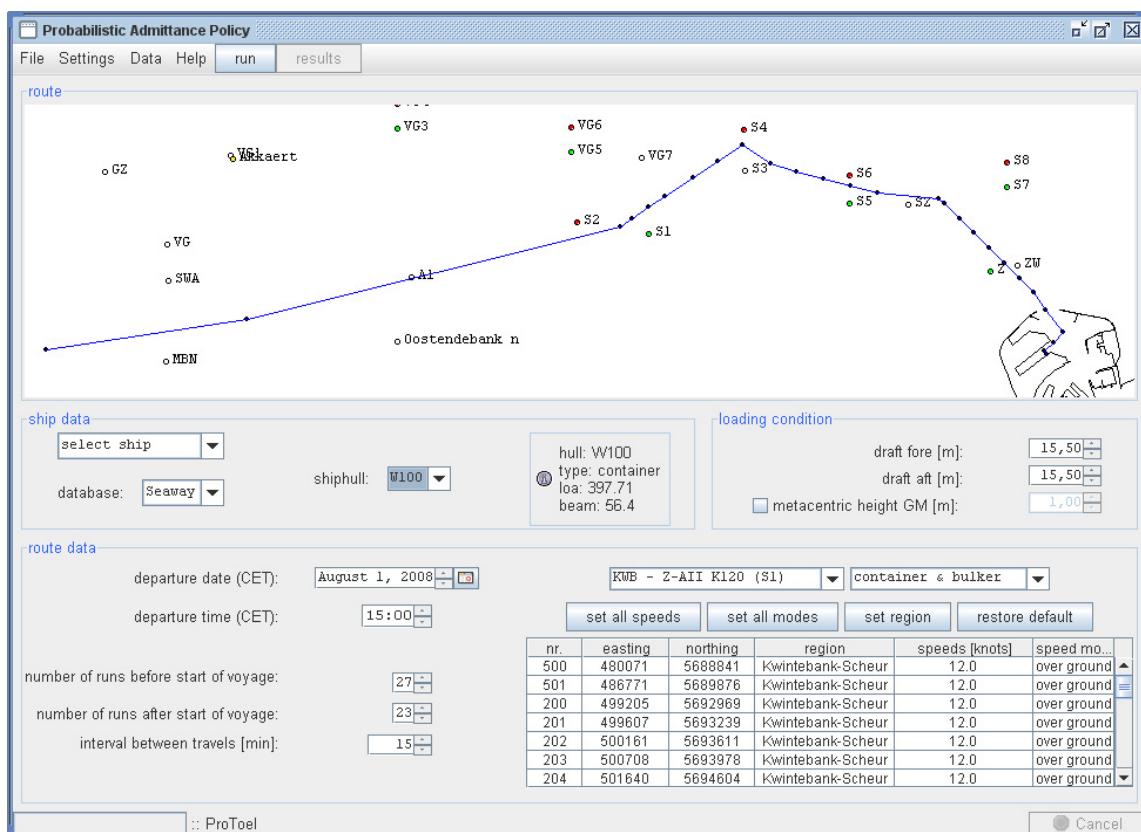 Probabilistic Admittance Policy
File Settings Data Help run results
route
VG3
VG6
S4
VG5
VG7
S8
Akkaert
GZ
S3
S6
S7
S5
SZ
S2
S1
VG
ZW
Z
SWA
A1
Oostendebank n
MBN
ship data
select ship
database: Seaway
shiphull: W100
hull: W100
type: container
loa: 397.71
beam: 56.4
loading condition
draft fore [m]: 15,50
draft aft [m]: 15,50
metacentric height GM [m]: 1,00
route data
departure date (CET): August 1, 2008
departure time (CET): 15:00
number of runs before start of voyage: 27
number of runs after start of voyage: 23
interval between travels [min]: 15
KWB - Z-AII K120 (S1) container & bulker
set all speeds set all modes set region restore default
nr. easting northing region speeds [knots] speed mo...
500 480071 5688841 Kwintebank-Scheur 12.0 over ground
501 486771 5689876 Kwintebank-Scheur 12.0 over ground
200 499205 5692969 Kwintebank-Scheur 12.0 over ground
201 499607 5693239 Kwintebank-Scheur 12.0 over ground
202 500161 5693611 Kwintebank-Scheur 12.0 over ground
203 500708 5693978 Kwintebank-Scheur 12.0 over ground
204 501640 5694604 Kwintebank-Scheur 12.0 over ground
:: ProToel
Cancel